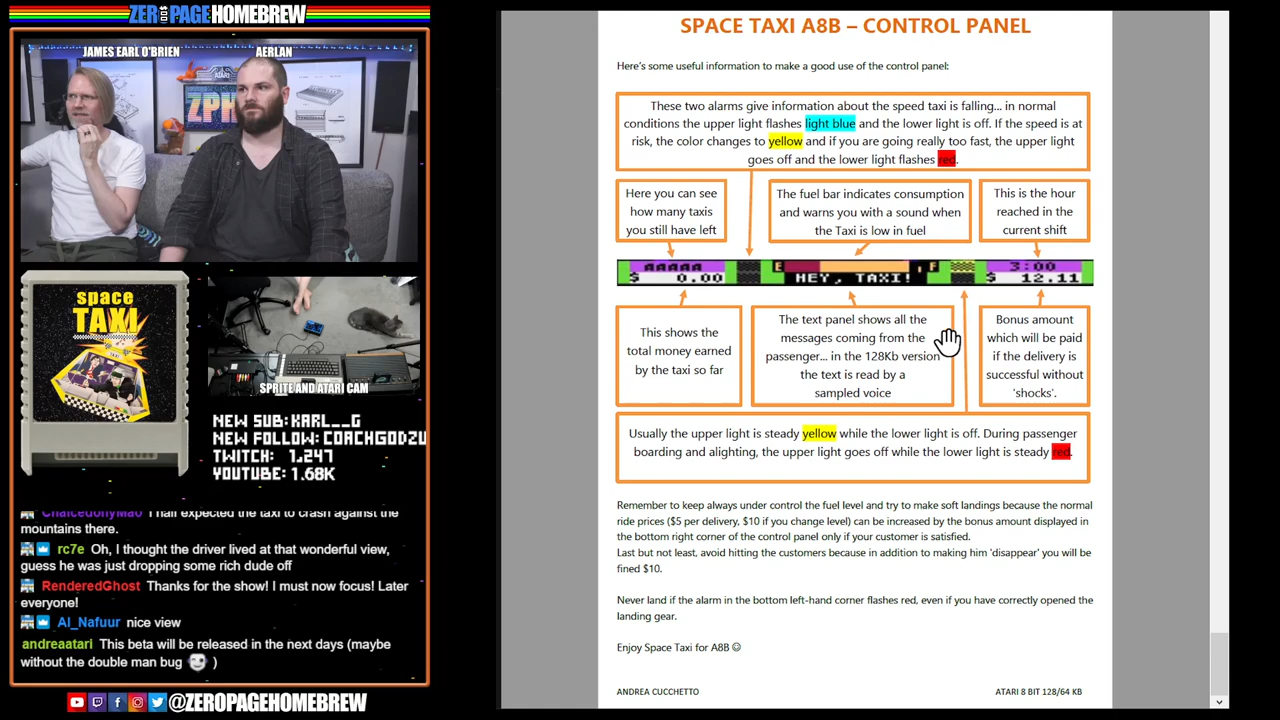 ZERO PAGE HOMEBREW
JAMES EARL O'BRIEN
AERLAN
ATARI
ZPH
space
TAXI
SPRITE AND ATARI CAM
NEW SUB:KARL__G
NEW FOLLOW:COACHGODZU
TWITCH: 1,247
YOUTUBE: 1.68K
ChalcedonyMao I half expected the taxi to crash against the
mountains there.
rc7e Oh, I thought the driver lived at that wonderful view,
guess he was just dropping some rich dude off
RenderedGhost Thanks for the show! I must now focus! Later
everyone!
Al_Nafuur nice view
andreaatari This beta will be released in the next days (maybe
without the double man bug )
@ZEROPAGEHOMEBREW
SPACE TAXI A8B – CONTROL PANEL
Here's some useful information to make a good use of the control panel:
These two alarms give information about the speed taxi is falling... in normal
conditions the upper light flashes light blue and the lower light is off. If the speed is at
risk, the color changes to yellow and if you are going really too fast, the upper light
goes off and the lower light flashes red.
Here you can see
how many taxis
you still have left
The fuel bar indicates consumption
and warns you with a sound when
the Taxi is low in fuel
This is the hour
reached in the
current shift
E F 3:00
$ 0.00 HEY, TAXI! $ 12.11
This shows the
total money earned
by the taxi so far
The text panel shows all the
messages coming from the
passenger... in the 128Kb version
the text is read by a
sampled voice
Bonus amount
which will be paid
if the delivery is
successful without
'shocks'.
Usually the upper light is steady yellow while the lower light is off. During passenger
boarding and alighting, the upper light goes off while the lower light is steady red.
Remember to keep always under control the fuel level and try to make soft landings because the normal
ride prices ($5 per delivery, $10 if you change level) can be increased by the bonus amount displayed in
the bottom right corner of the control panel only if your customer is satisfied.
Last but not least, avoid hitting the customers because in addition to making him 'disappear' you will be
fined $10.
Never land if the alarm in the bottom left-hand corner flashes red, even if you have correctly opened the
landing gear.
Enjoy Space Taxi for A8B ☺
ANDREA CUCCHETTO
ATARI 8 BIT 128/64 KB